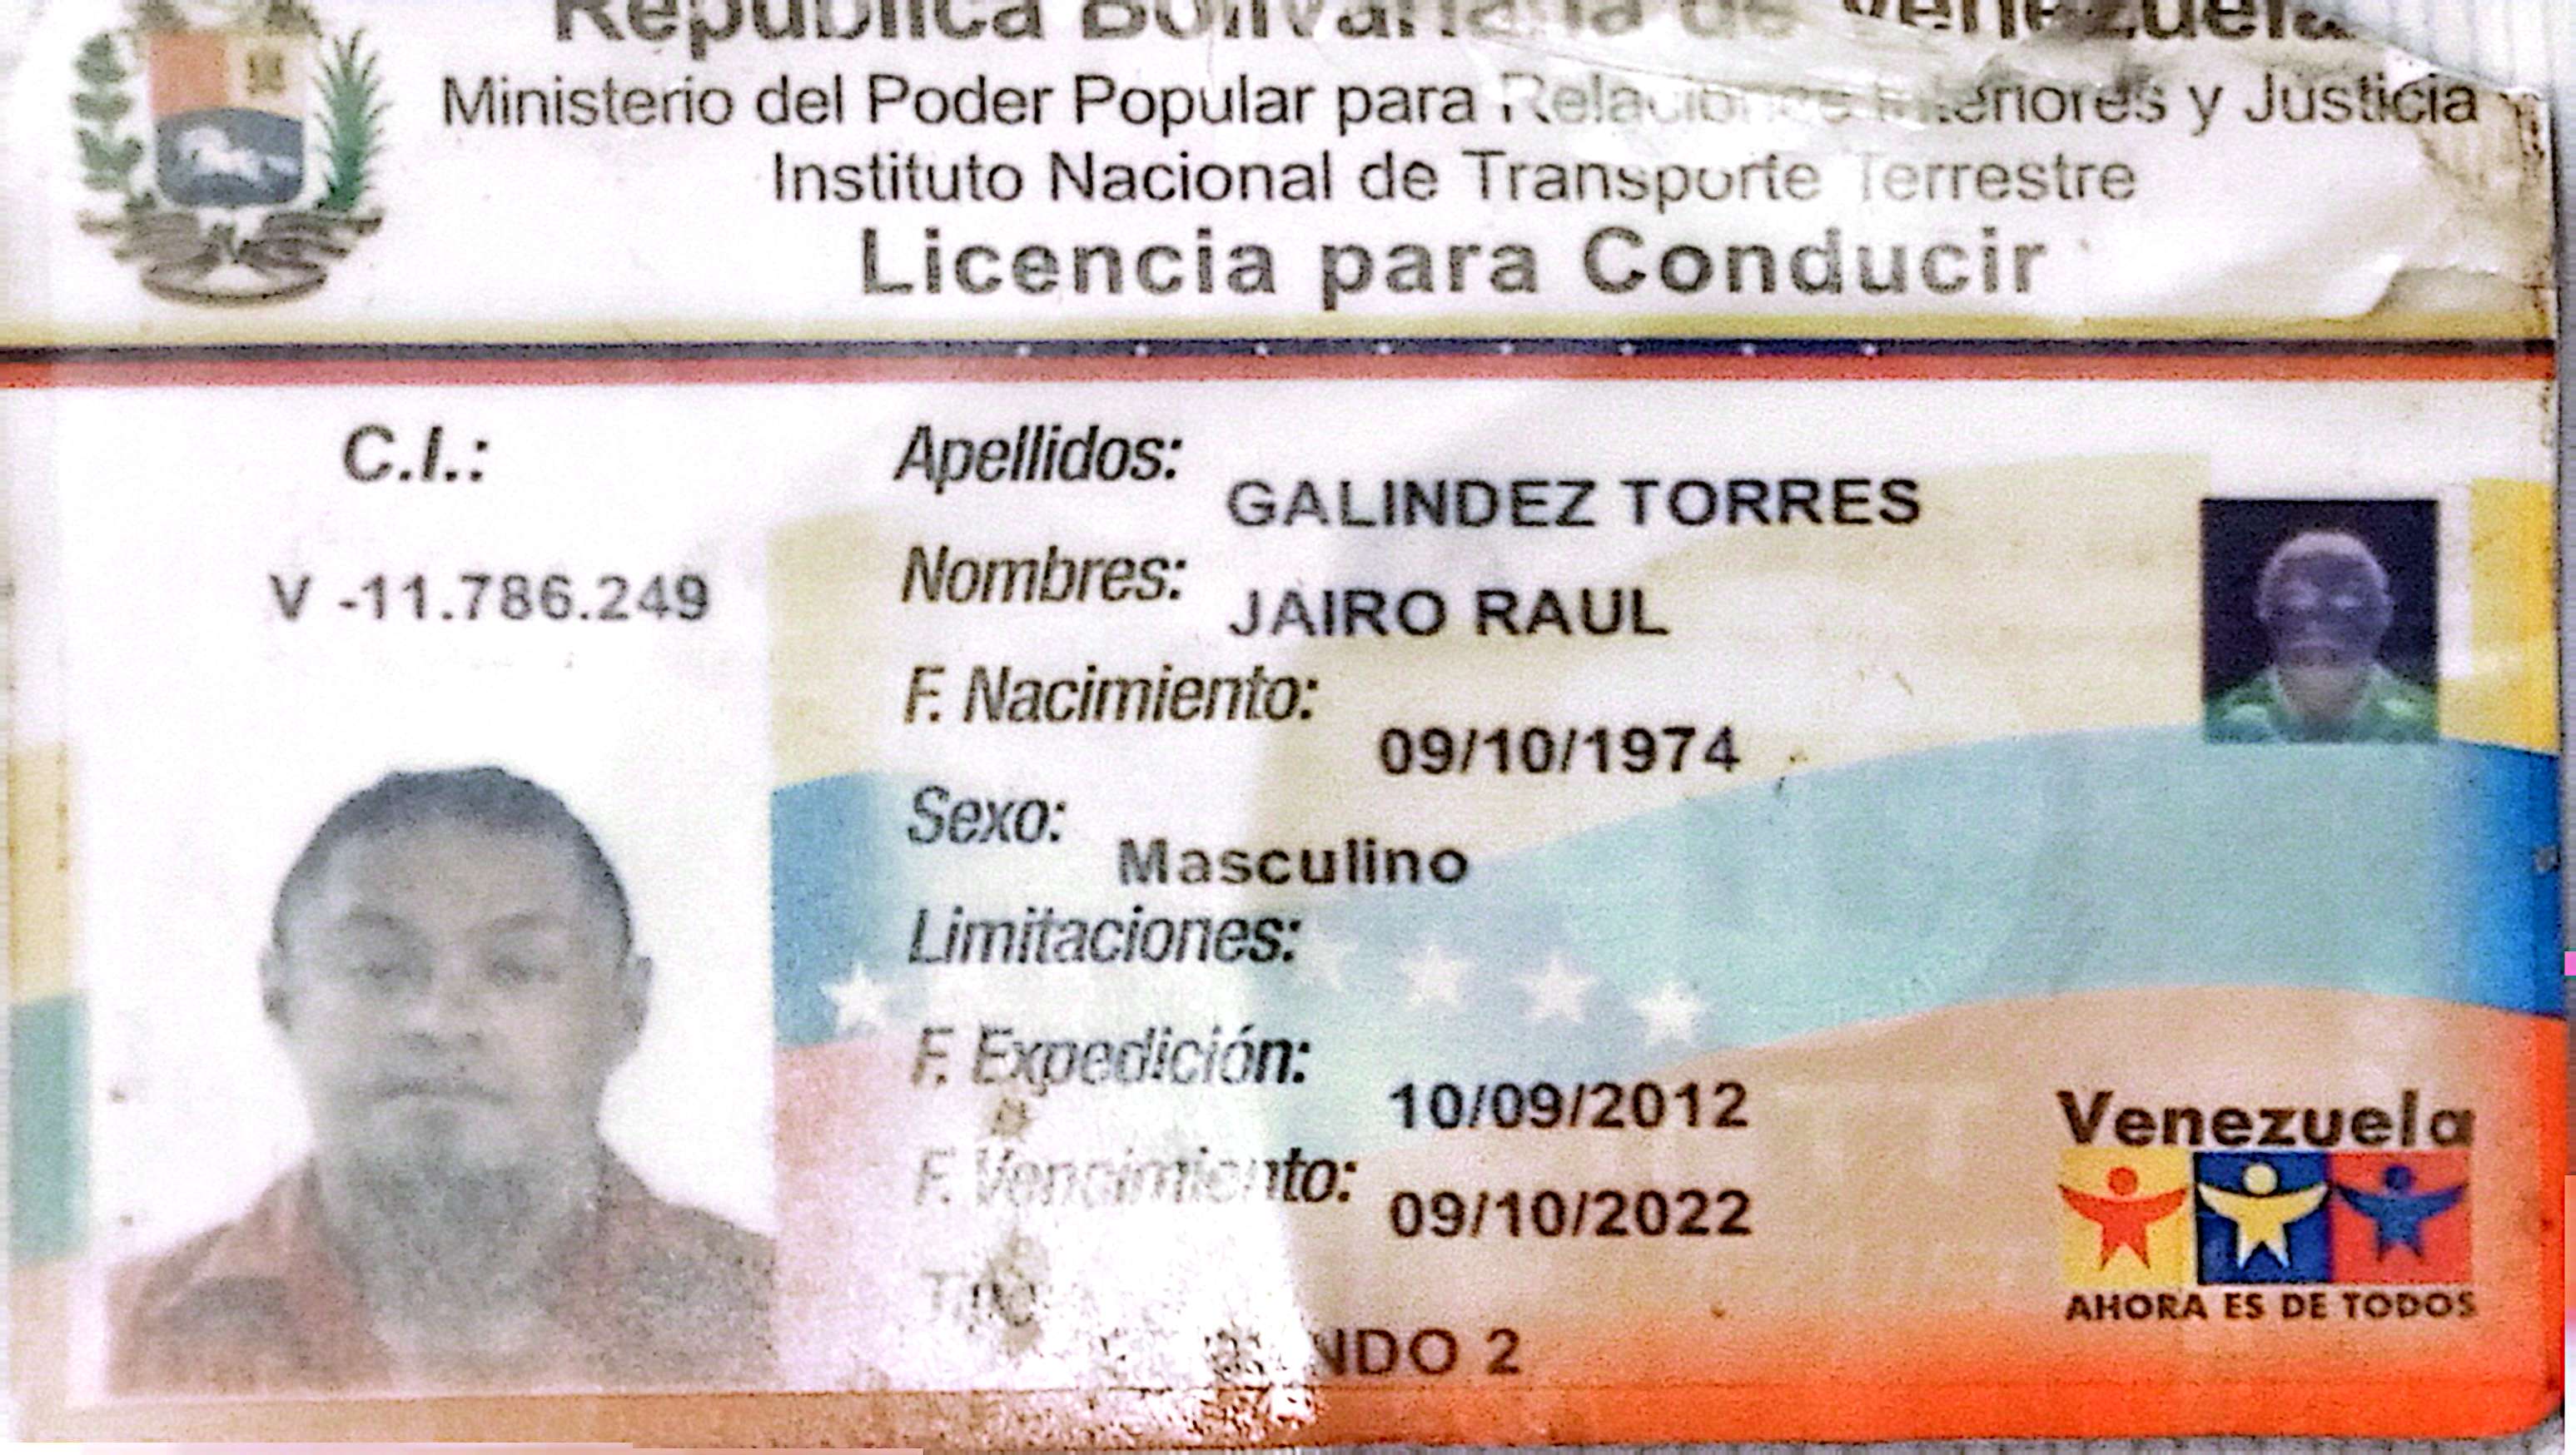 República Bolivariana de Venezuela
Ministerio del Poder Popular para Relaciones Interiores y Justicia
Instituto Nacional de Transporte Terrestre
Licencia para Conducir
C.I.:
V -11.786.249
Apellidos:
GALINDEZ TORRES
Nombres:
JAIRO RAUL
F. Nacimiento:
09/10/1974
Sexo:
Masculino
Limitaciones:
F. Expedición:
10/09/2012
F. Vencimiento:
09/10/2022
2
Venezuela
AHORA ES DE TODOS